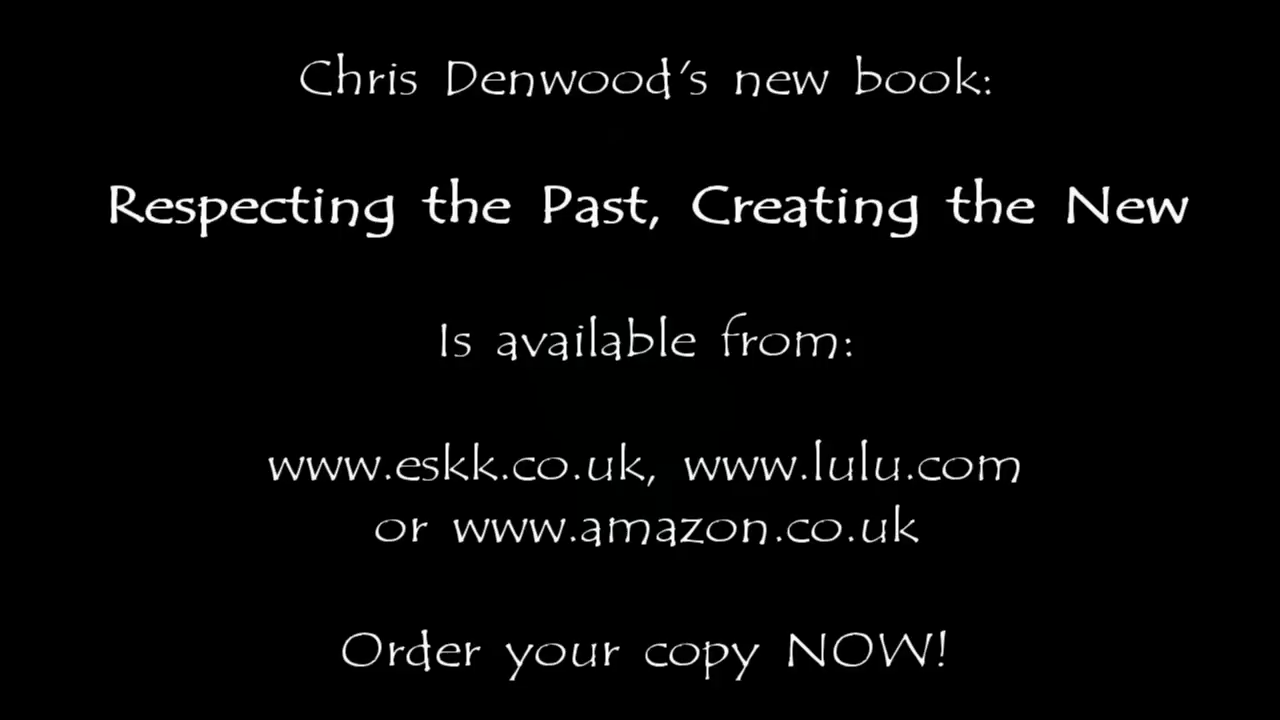 Chris Denwood's new book:
Respecting the Past, Creating the New
Is available from:
www.eskk.co.uk, www.lulu.com
or www.amazon.co.uk
Order your copy NOW!